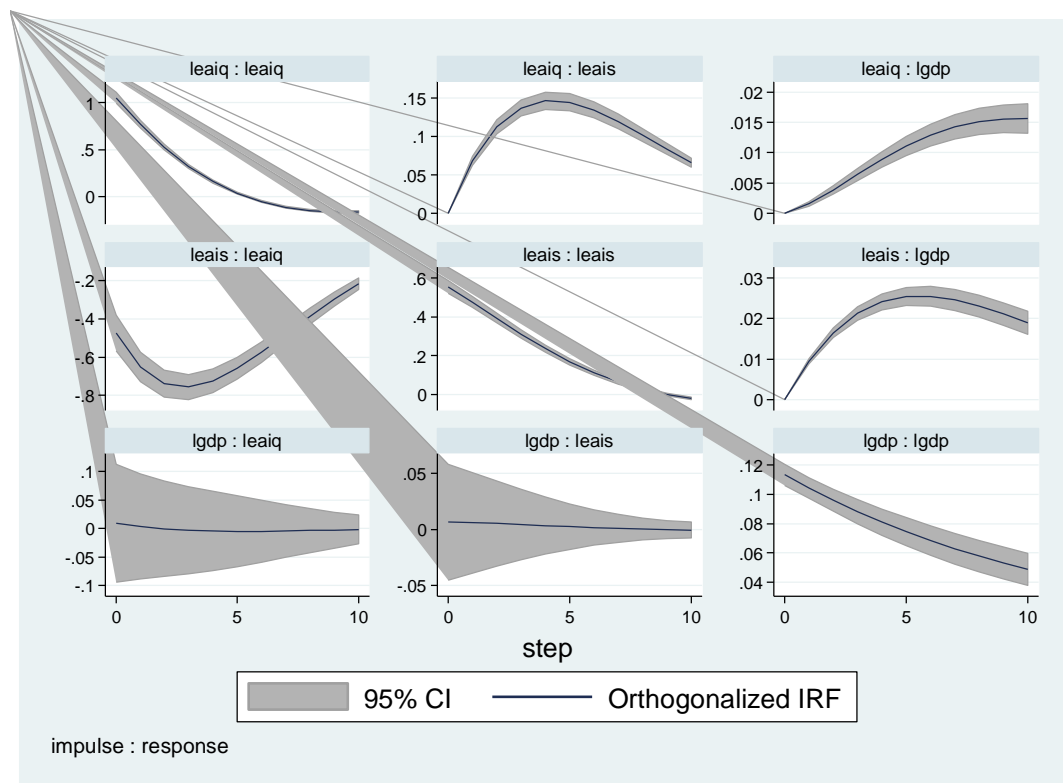 leaiq : leaiq
leaiq : leais
leaiq : lgdp
1
.5
0
.15
.1
.05
0
.02
.015
.01
.005
0
leais : leaiq
leais : leais
leais : lgdp
-.2
-.4
-.6
-.8
.6
.4
.2
0
.03
.02
.01
0
lgdp : leaiq
lgdp : leais
lgdp : lgdp
.1
.05
0
-.05
-.1
.05
0
-.05
.12
.1
.08
.06
.04
0 5 10
0 5 10
0 5 10
step
95% CI
Orthogonalized IRF
impulse : response